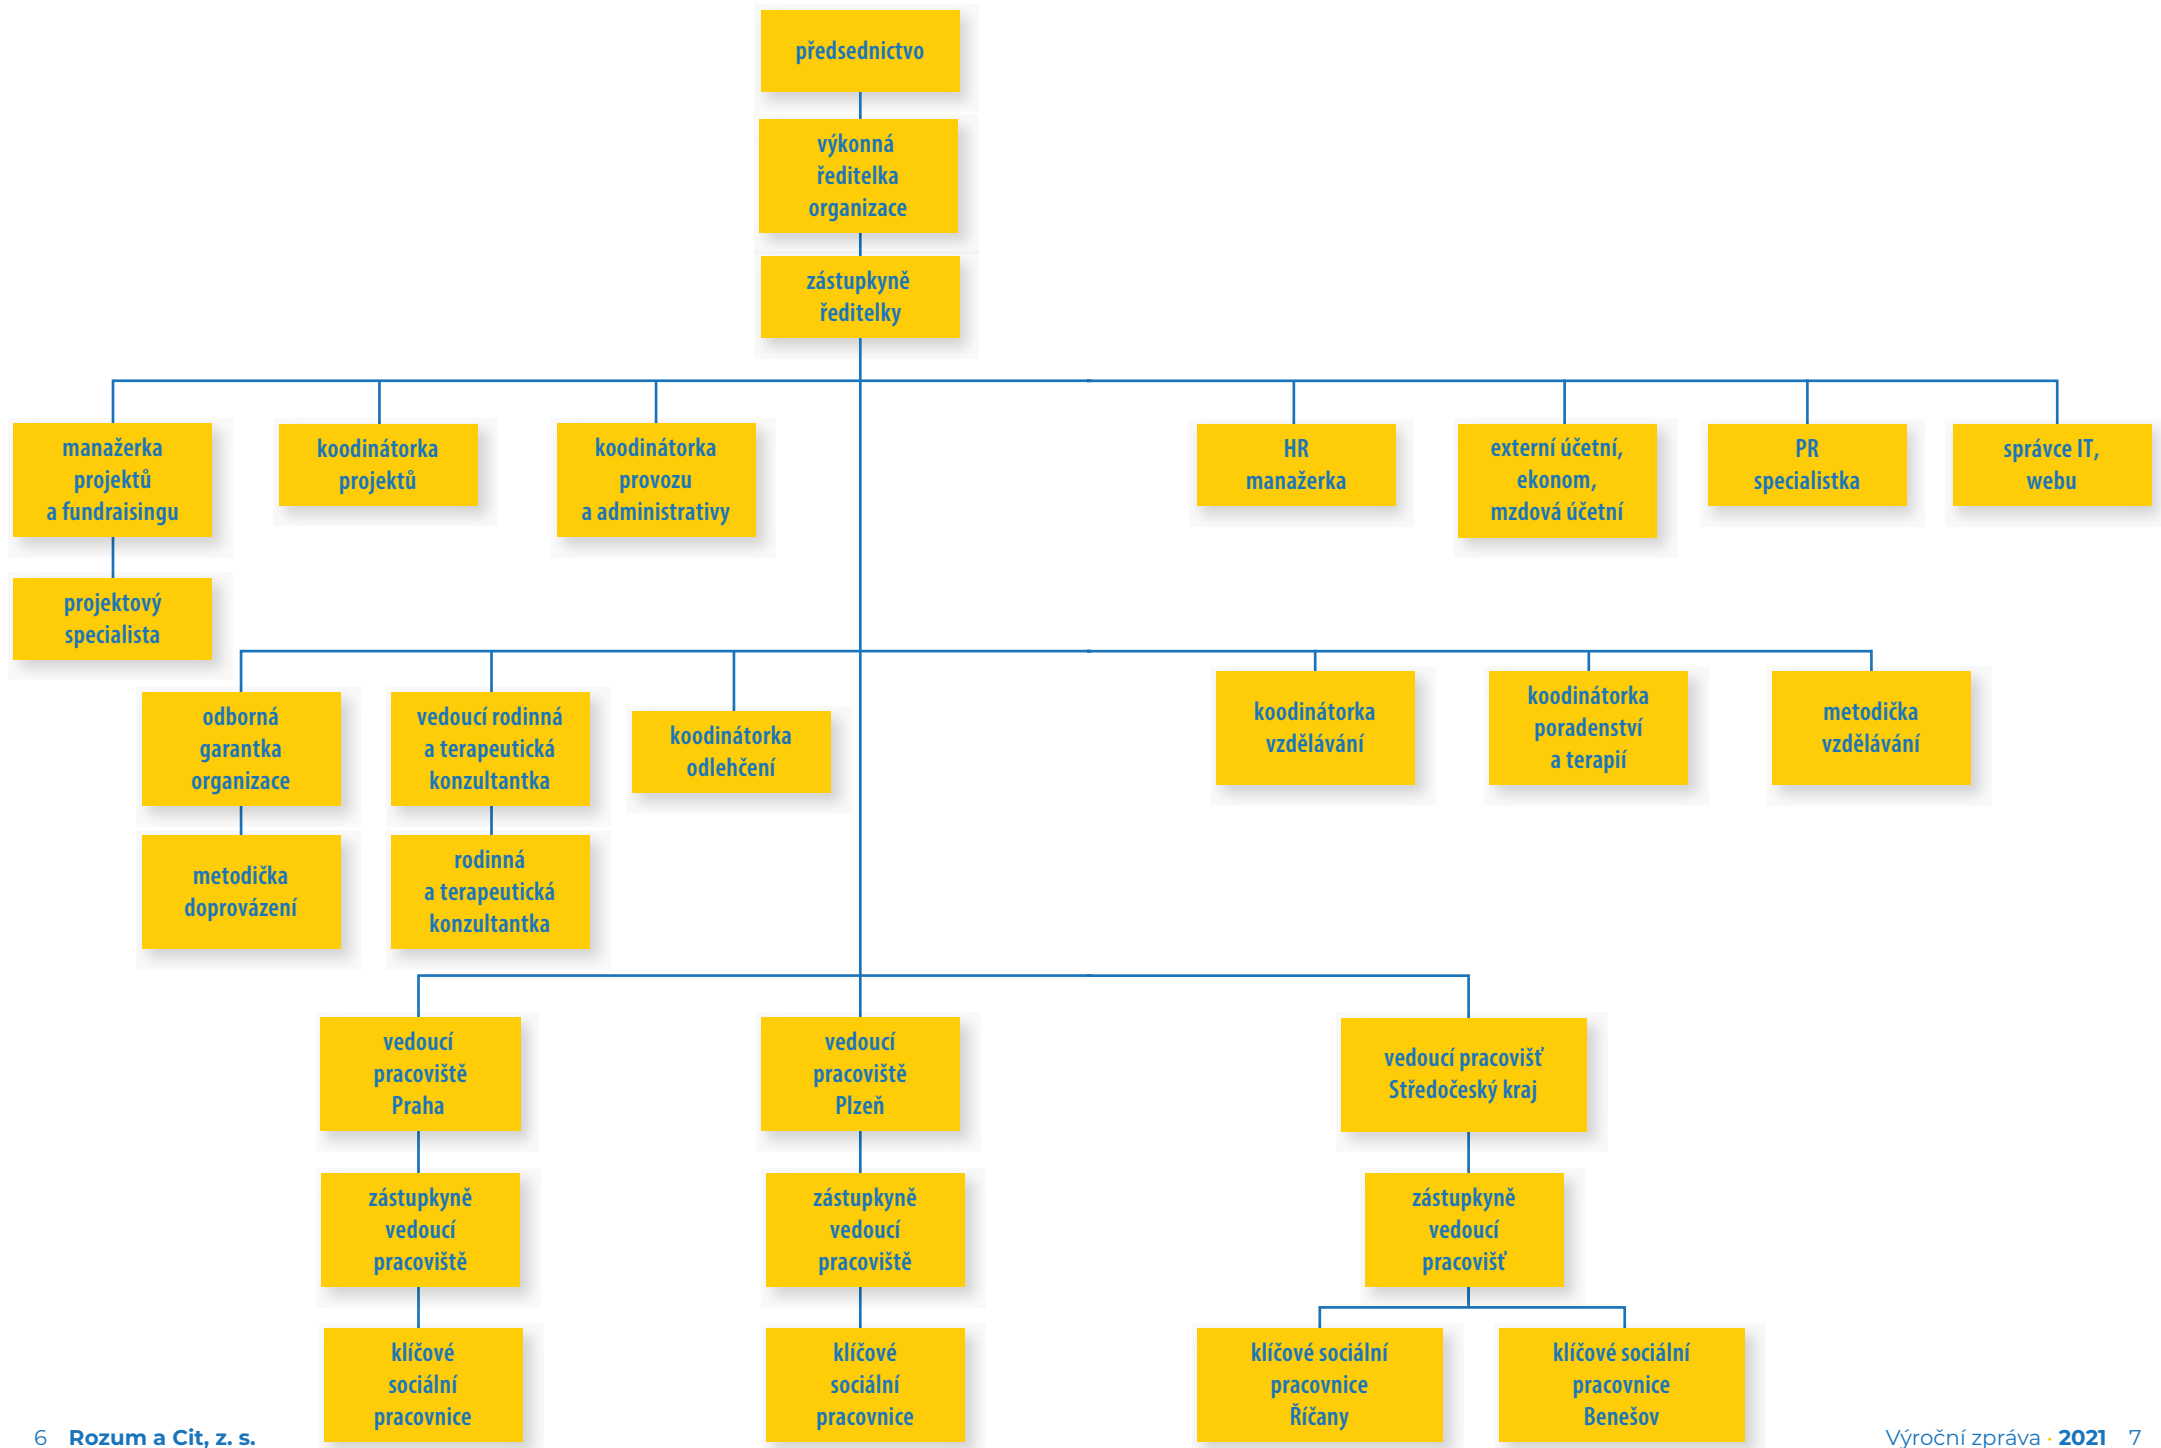 předsednictvo
výkonná
ředitelka
organizace
zástupkyně
ředitelky
manažerka
projektů
a fundraisingu
koodinátorka
projektů
koodinátorka
provozu
a administrativy
HR
manažerka
externí účetní,
ekonom,
mzdová účetní
PR
specialistka
správce IT,
webu
projektový
specialista
odborná
garantka
organizace
vedoucí rodinná
a terapeutická
konzultantka
koodinátorka
odlehčení
koodinátorka
vzdělávání
koodinátorka
poradenství
a terapií
metodička
vzdělávání
metodička
doprovázení
rodinná
a terapeutická
konzultantka
vedoucí
pracoviště
Praha
vedoucí
pracoviště
Plzeň
vedoucí pracovišť
Středočeský kraj
zástupkyně
vedoucí
pracoviště
zástupkyně
vedoucí
pracoviště
zástupkyně
vedoucí
pracovišť
klíčové
sociální
pracovnice
klíčové
sociální
pracovnice
klíčové sociální
pracovnice
Říčany
klíčové sociální
pracovnice
Benešov
6 Rozum a Cit, z. s.
Výroční zpráva · 2021 7